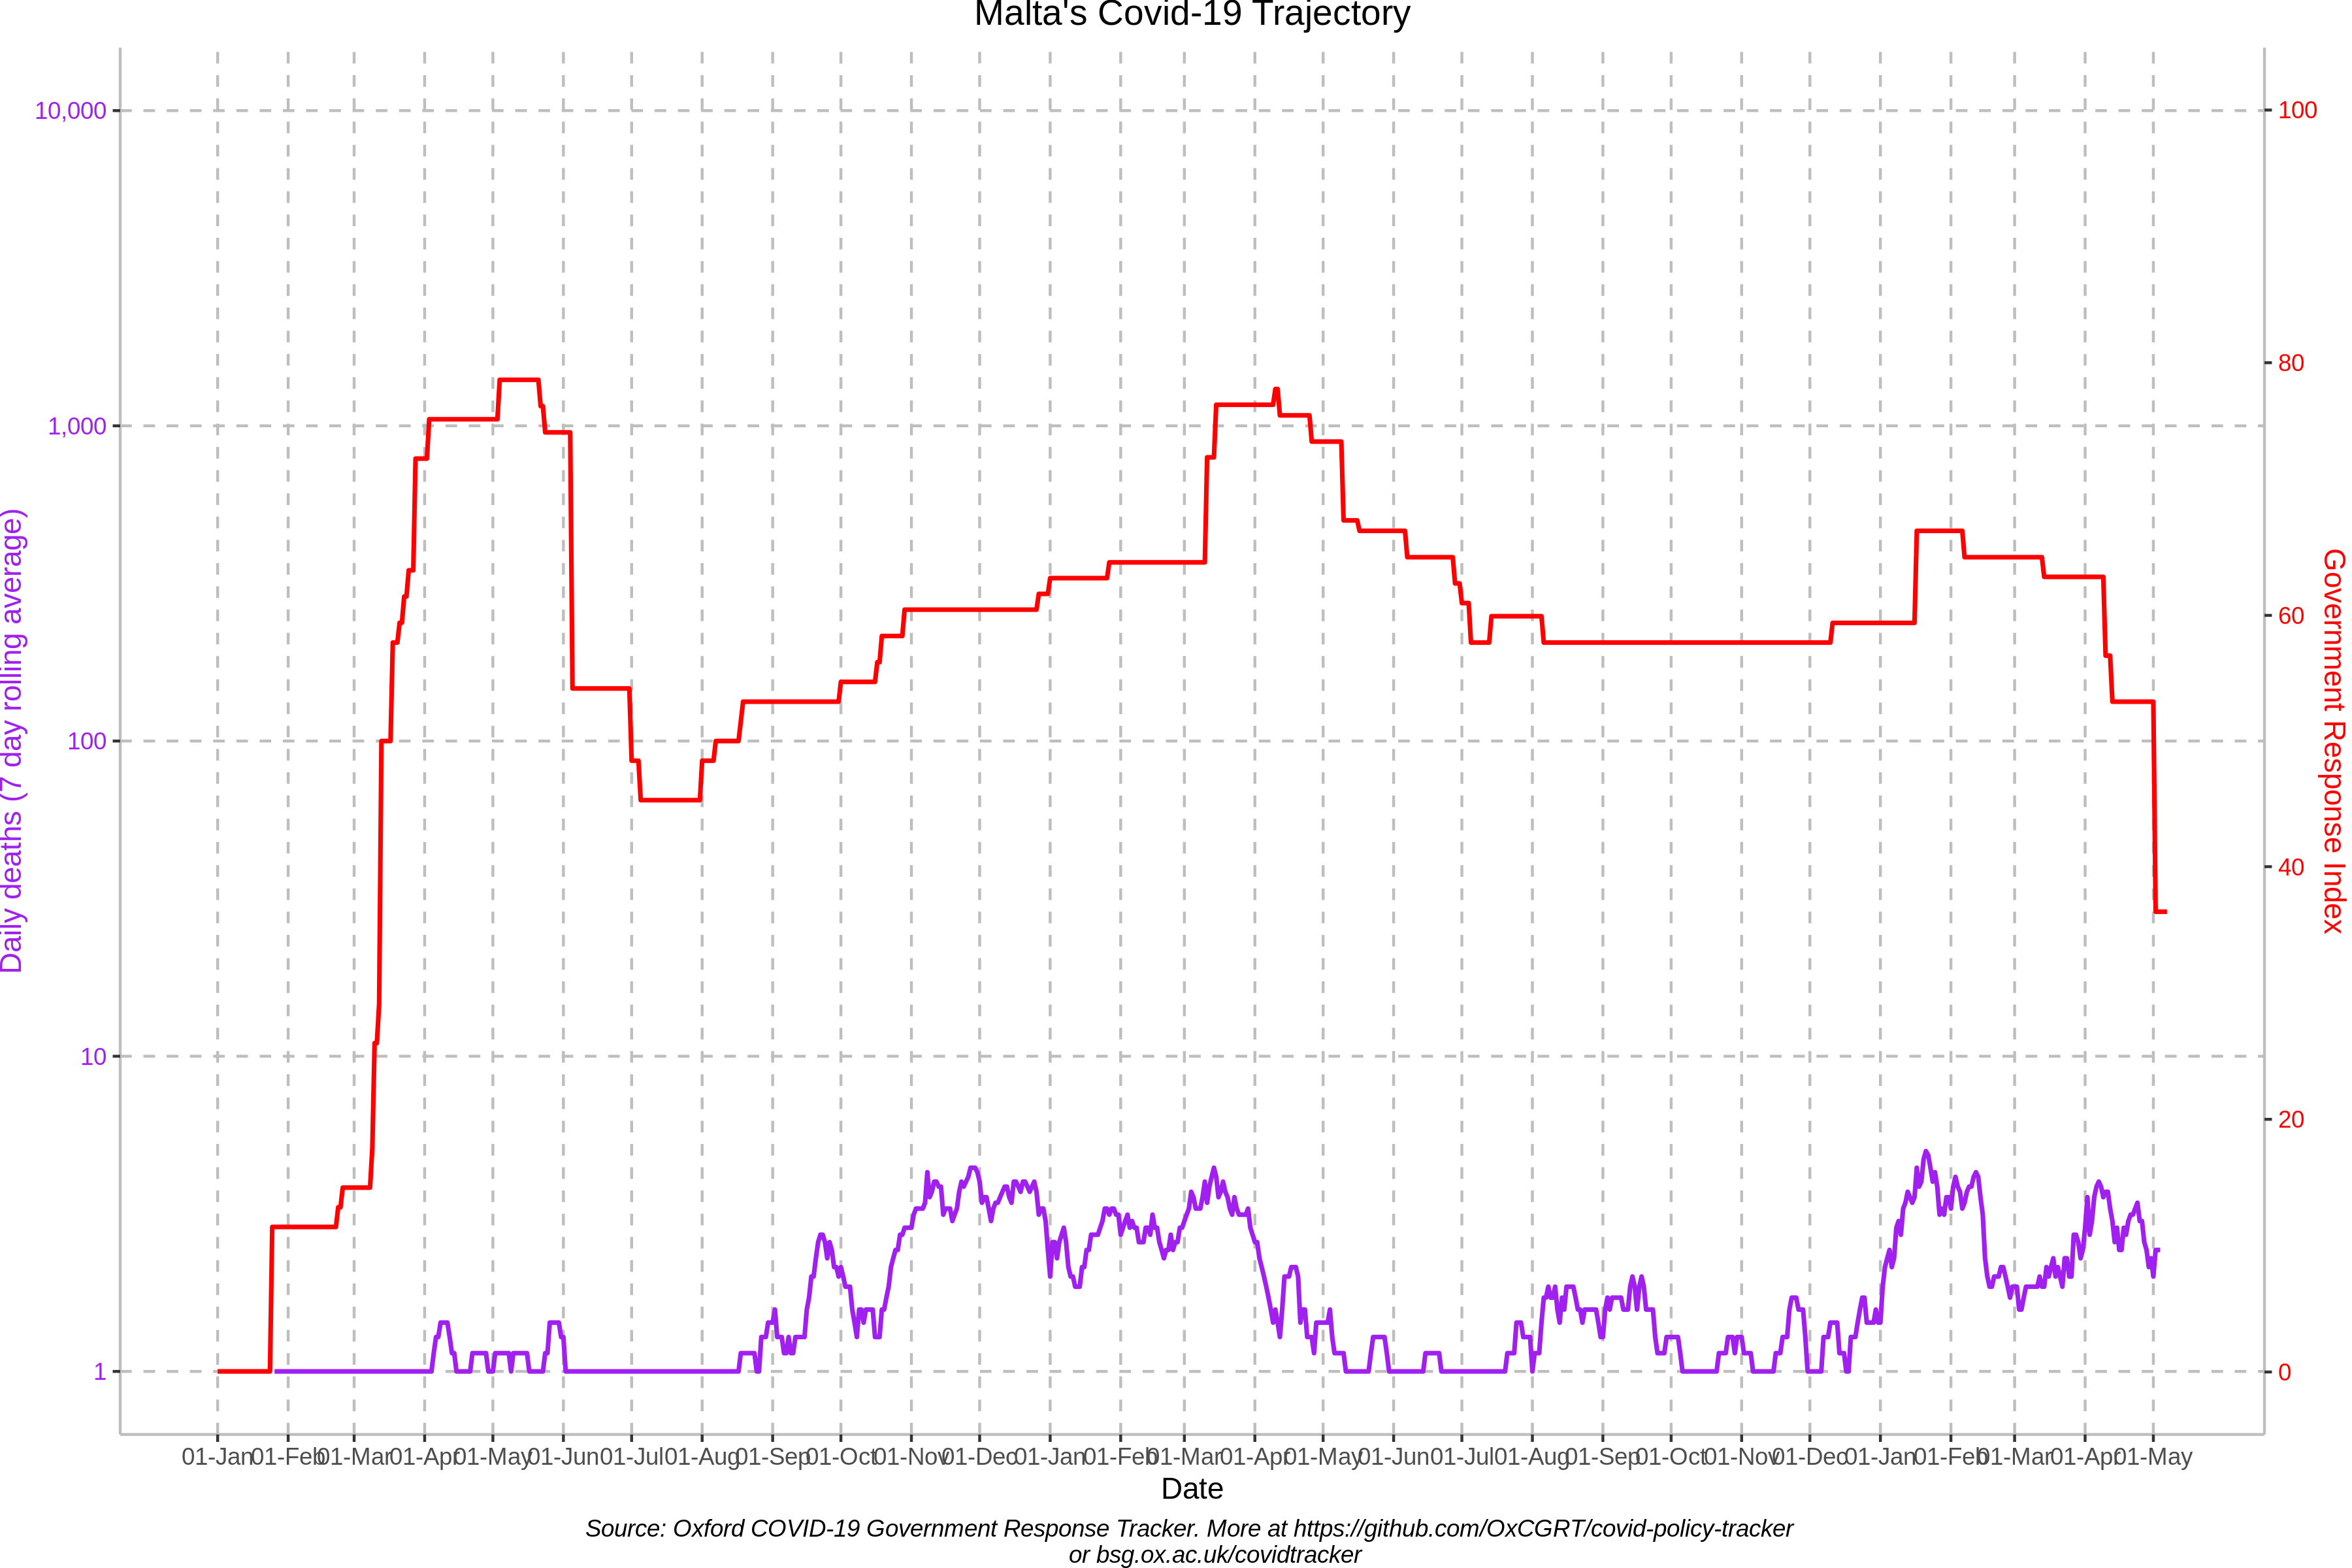 Malta's Covid-19 Trajectory
10,000
1,000
100
10
1
Daily deaths (7 day rolling average)
100
80
60
40
20
0
Government Response Index
01-Jan 01-Feb 01-Mar 01-Apr 01-May 01-Jun 01-Jul 01-Aug 01-Sep 01-Oct 01-Nov 01-Dec 01-Jan 01-Feb 01-Mar 01-Apr 01-May 01-Jun 01-Jul 01-Aug 01-Sep 01-Oct 01-Nov 01-Dec 01-Jan 01-Feb 01-Mar 01-Apr 01-May
Date
Source: Oxford COVID-19 Government Response Tracker. More at https://github.com/OxCGRT/covid-policy-tracker
or bsg.ox.ac.uk/covidtracker